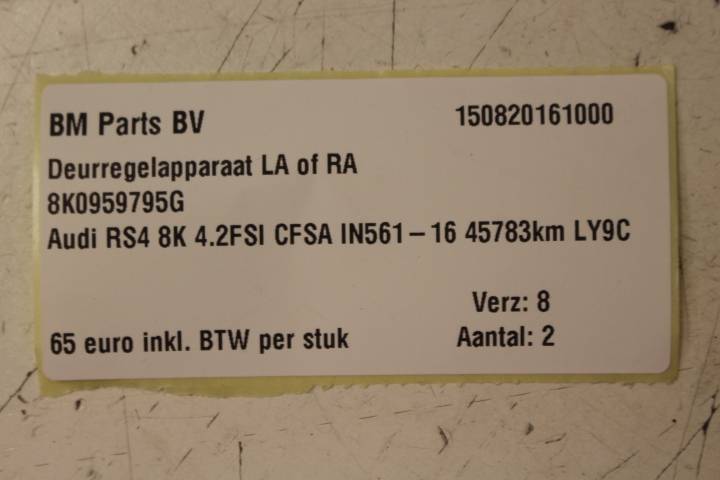 BM Parts BV 150820161000
Deurregelapparaat LA of RA
8K0959795G
Audi RS4 8K 4.2FSI CFSA IN561-16 45783km LY9C
Verz: 8
65 euro inkl. BTW per stuk Aantal: 2